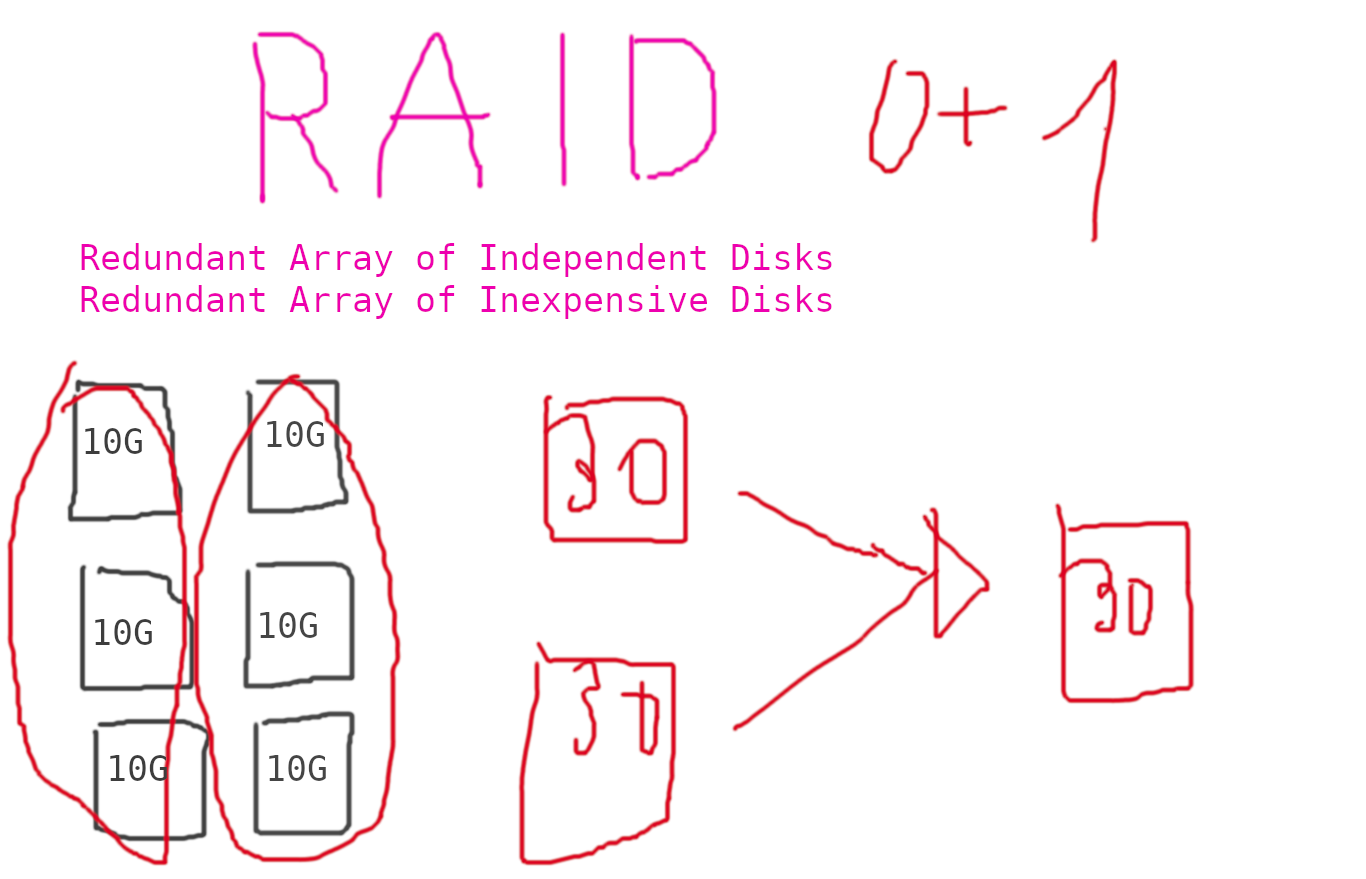 RAID 0+1
Redundant Array of Independent Disks
Redundant Array of Inexpensive Disks
10G 10G
30
10G 10G
30
30
10G 10G